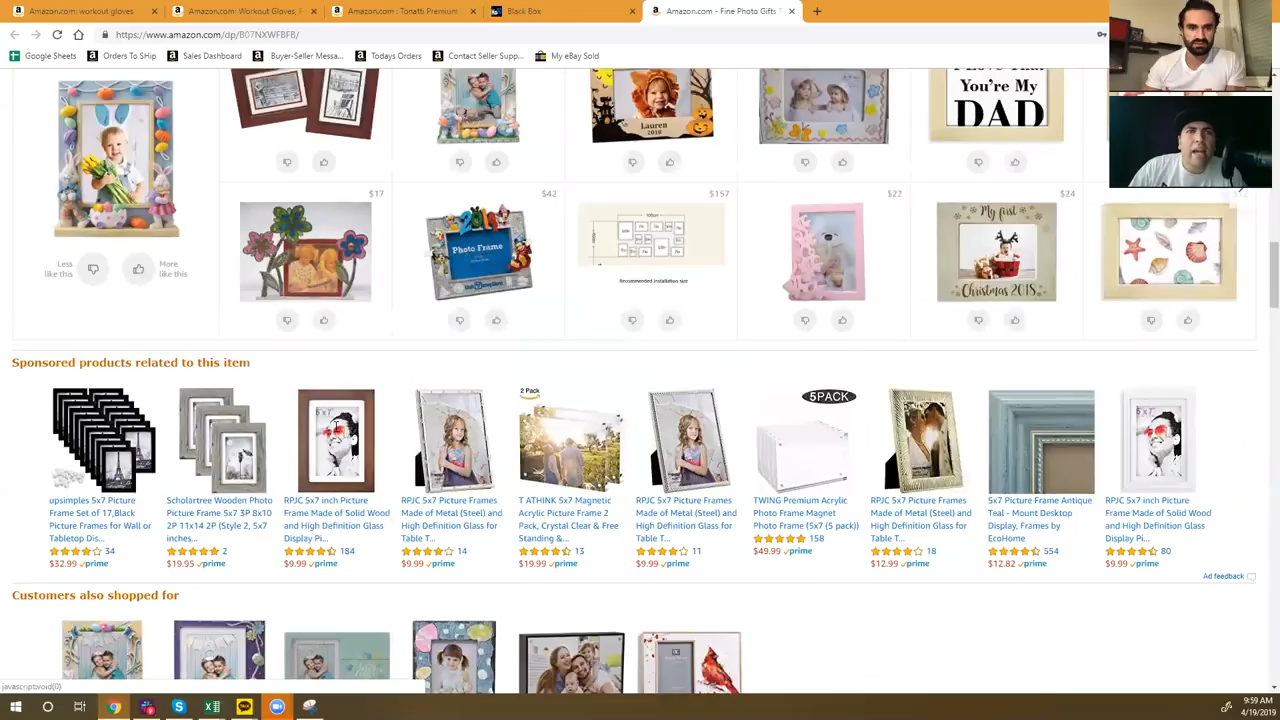 Amazon.com: workout gloves
Amazon.com: Workout Gloves, F
Amazon.com : Tonatti Premium
Black Box
Amazon.com - Fine Photo Gifts
https://www.amazon.com/dp/B07NXWFBFB/
Google Sheets
Orders To SHip
Sales Dashboard
Buyer-Seller Messa...
Todays Orders
Contact Seller Supp...
My eBay Sold
Lauren
2018
You're My
DAD
$17
$42
$157
$22
$24
Less
like this
More
like this
2011
Photo Frame
Recommended installation size
My first
Christmas 2018
Sponsored products related to this item
2 Pack
5PACK
upsimples 5x7 Picture
Frame Set of 17,Black
Picture Frames for Wall or
Tabletop Dis...
34
$32.99 prime
Scholartree Wooden Photo
Picture Frame 5x7 3P 8x10
2P 11x14 2P (Style 2, 5x7
inches...
2
$19.95 prime
RPJC 5x7 inch Picture
Frame Made of Solid Wood
and High Definition Glass
Display Pi...
184
$9.99 prime
RPJC 5x7 Picture Frames
Made of Metal (Steel) and
High Definition Glass for
Table T...
14
$9.99 prime
T ATHINK 5x7 Magnetic
Acrylic Picture Frame 2
Pack, Crystal Clear & Free
Standing &...
13
$19.99 prime
RPJC 5x7 Picture Frames
Made of Metal (Steel) and
High Definition Glass for
Table T...
11
$9.99 prime
TWING Premium Acrylic
Photo Frame Magnet
Photo Frame (5x7 (5 pack))
158
$49.99 prime
RPJC 5x7 Picture Frames
Made of Metal (Steel) and
High Definition Glass for
Table T...
18
$12.99 prime
5x7 Picture Frame Antique
Teal - Mount Desktop
Display, Frames by
EcoHome
554
$12.82 prime
RPJC 5x7 inch Picture
Frame Made of Solid Wood
and High Definition Glass
Display Pi...
80
$9.99 prime
Ad feedback
Customers also shopped for
javascript:void(0)
9:59 AM
4/19/2019